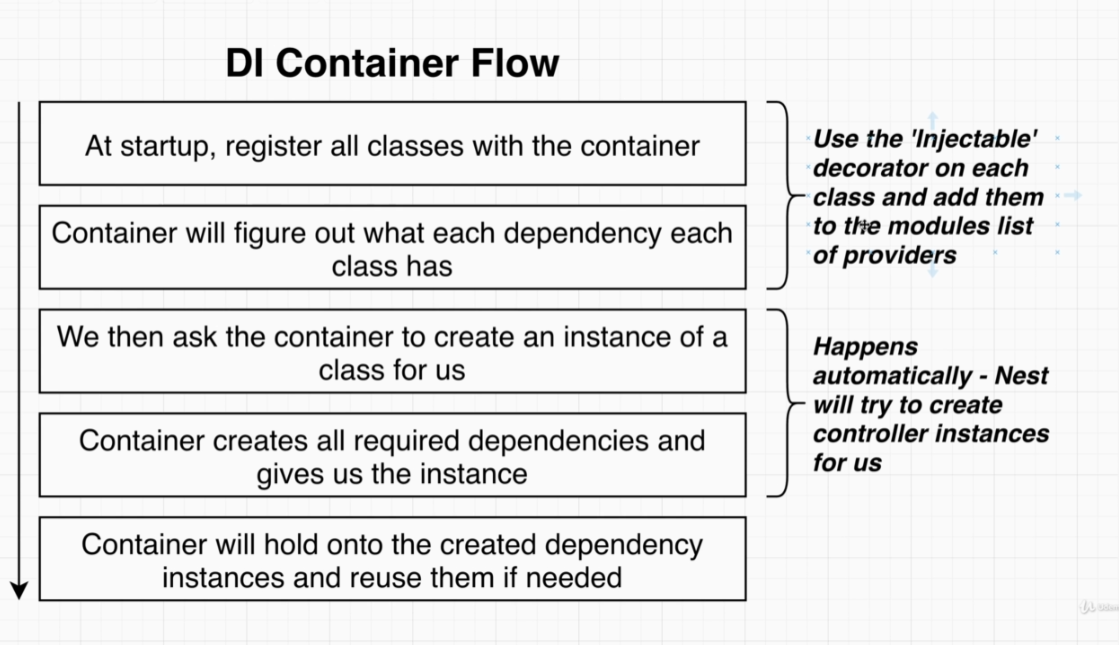 DI Container Flow
At startup, register all classes with the container
Container will figure out what each dependency each
class has
We then ask the container to create an instance of a
class for us
Container creates all required dependencies and
gives us the instance
Container will hold onto the created dependency
instances and reuse them if needed
Use the 'Injectable'
decorator on each
class and add them
to the modules list
of providers
Happens
automatically - Nest
will try to create
controller instances
for us